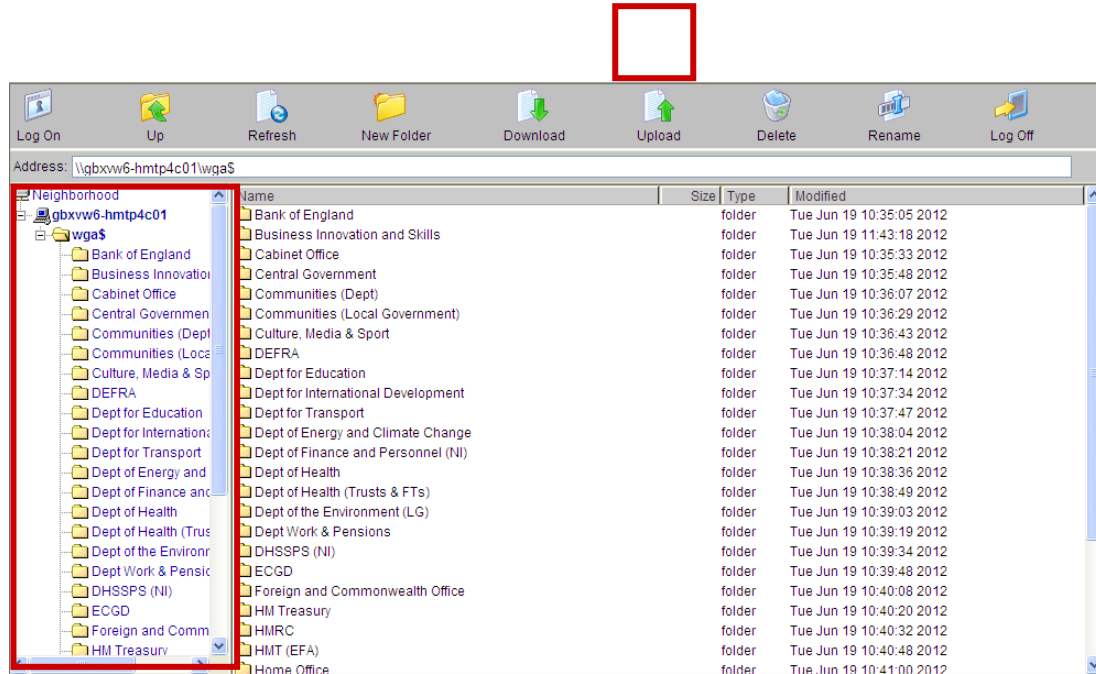 Log On Up Refresh New Folder Download Upload Delete Rename Log Off
Address: \\gbxvw6-hmtp4c01\wga$
Neighborhood
gbxvw6-hmtp4c01
wga$
Bank of England
Business Innovation
Cabinet Office
Central Governmen
Communities (Dept
Communities (Loca
Culture, Media & Sp
DEFRA
Dept for Education
Dept for Internationa
Dept for Transport
Dept of Energy and
Dept of Finance and
Dept of Health
Dept of Health (Trus
Dept of the Environm
Dept Work & Pensio
DHSSPS (NI)
ECGD
Foreign and Comm
HM Treasury
Name Size Type Modified
Bank of England folder Tue Jun 19 10:35:05 2012
Business Innovation and Skills folder Tue Jun 19 11:43:18 2012
Cabinet Office folder Tue Jun 19 10:35:33 2012
Central Government folder Tue Jun 19 10:35:48 2012
Communities (Dept) folder Tue Jun 19 10:36:07 2012
Communities (Local Government) folder Tue Jun 19 10:36:29 2012
Culture, Media & Sport folder Tue Jun 19 10:36:43 2012
DEFRA folder Tue Jun 19 10:36:48 2012
Dept for Education folder Tue Jun 19 10:37:14 2012
Dept for International Development folder Tue Jun 19 10:37:34 2012
Dept for Transport folder Tue Jun 19 10:37:47 2012
Dept of Energy and Climate Change folder Tue Jun 19 10:38:04 2012
Dept of Finance and Personnel (NI) folder Tue Jun 19 10:38:21 2012
Dept of Health folder Tue Jun 19 10:38:36 2012
Dept of Health (Trusts & FTs) folder Tue Jun 19 10:38:49 2012
Dept of the Environment (LG) folder Tue Jun 19 10:39:03 2012
Dept Work & Pensions folder Tue Jun 19 10:39:19 2012
DHSSPS (NI) folder Tue Jun 19 10:39:34 2012
ECGD folder Tue Jun 19 10:39:48 2012
Foreign and Commonwealth Office folder Tue Jun 19 10:40:08 2012
HM Treasury folder Tue Jun 19 10:40:20 2012
HMRC folder Tue Jun 19 10:40:32 2012
HMT (EFA) folder Tue Jun 19 10:40:48 2012
Home Office folder Tue Jun 19 10:41:00 2012